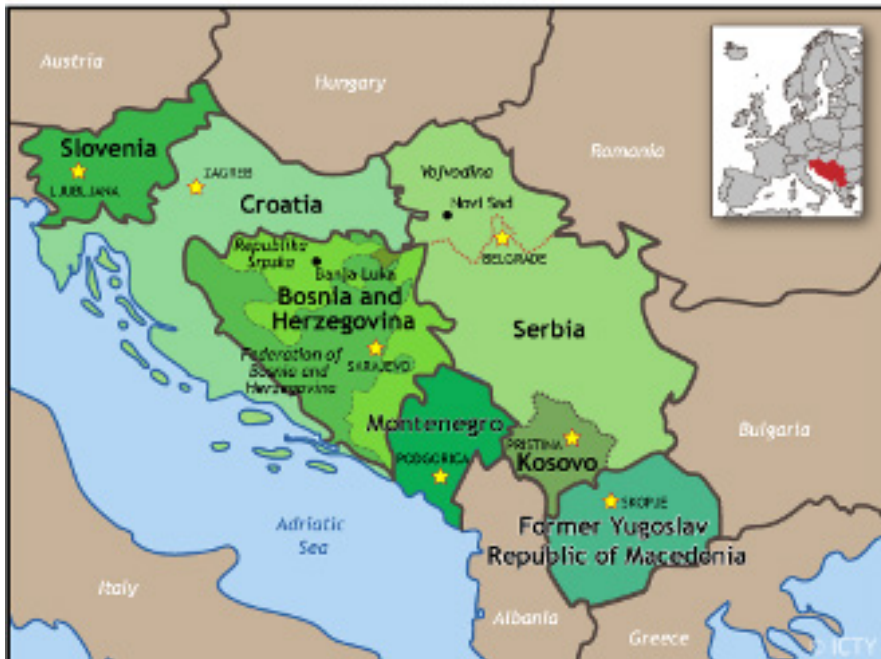 Austria
Hungary
Slovenia
LJUBLJANA
ZAGREB
Croatia
Vojvodina
Novi Sad
BELGRADE
Romania
Republika
Srpska
Banja Luka
Bosnia and
Herzegovina
Serbia
Federation of
Bosnia and
Herzegovina
SARAJEVO
Montenegro
PODGORICA
PRISTINA
Kosovo
Bulgaria
SKOPJE
Former Yugoslav
Republic of Macedonia
Adriatic
Sea
Italy
Albania
Greece
© ICTY